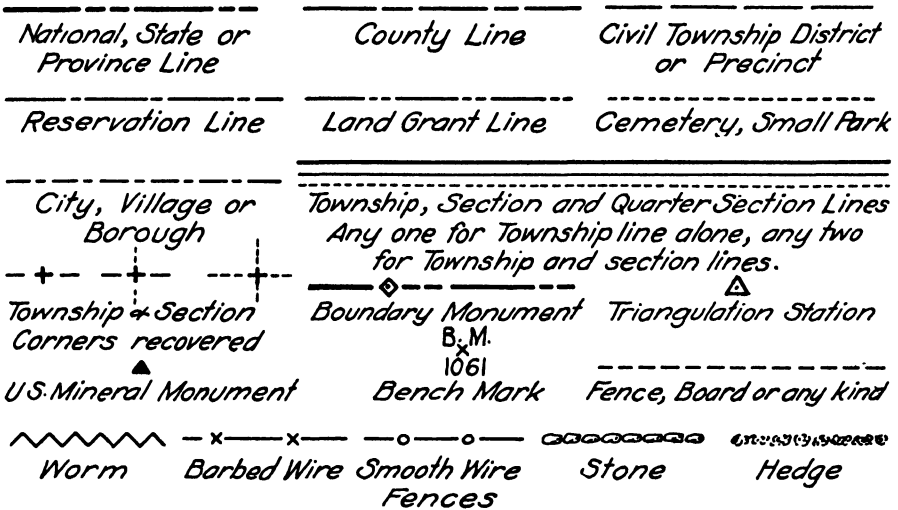 National, State or
Province Line
County Line
Civil Township District
or Precinct
Reservation Line
Land Grant Line
Cemetery, Small Park
City, Village or
Borough
Township, Section and Quarter Section Lines
Any one for Township line alone, any two
for Township and section lines.
Township & Section
Corners recovered
Boundary Monument
Triangulation Station
U.S. Mineral Monument
B.M.
1061
Bench Mark
Fence, Board or any kind
Worm
Barbed Wire
Smooth Wire
Stone
Hedge
Fences